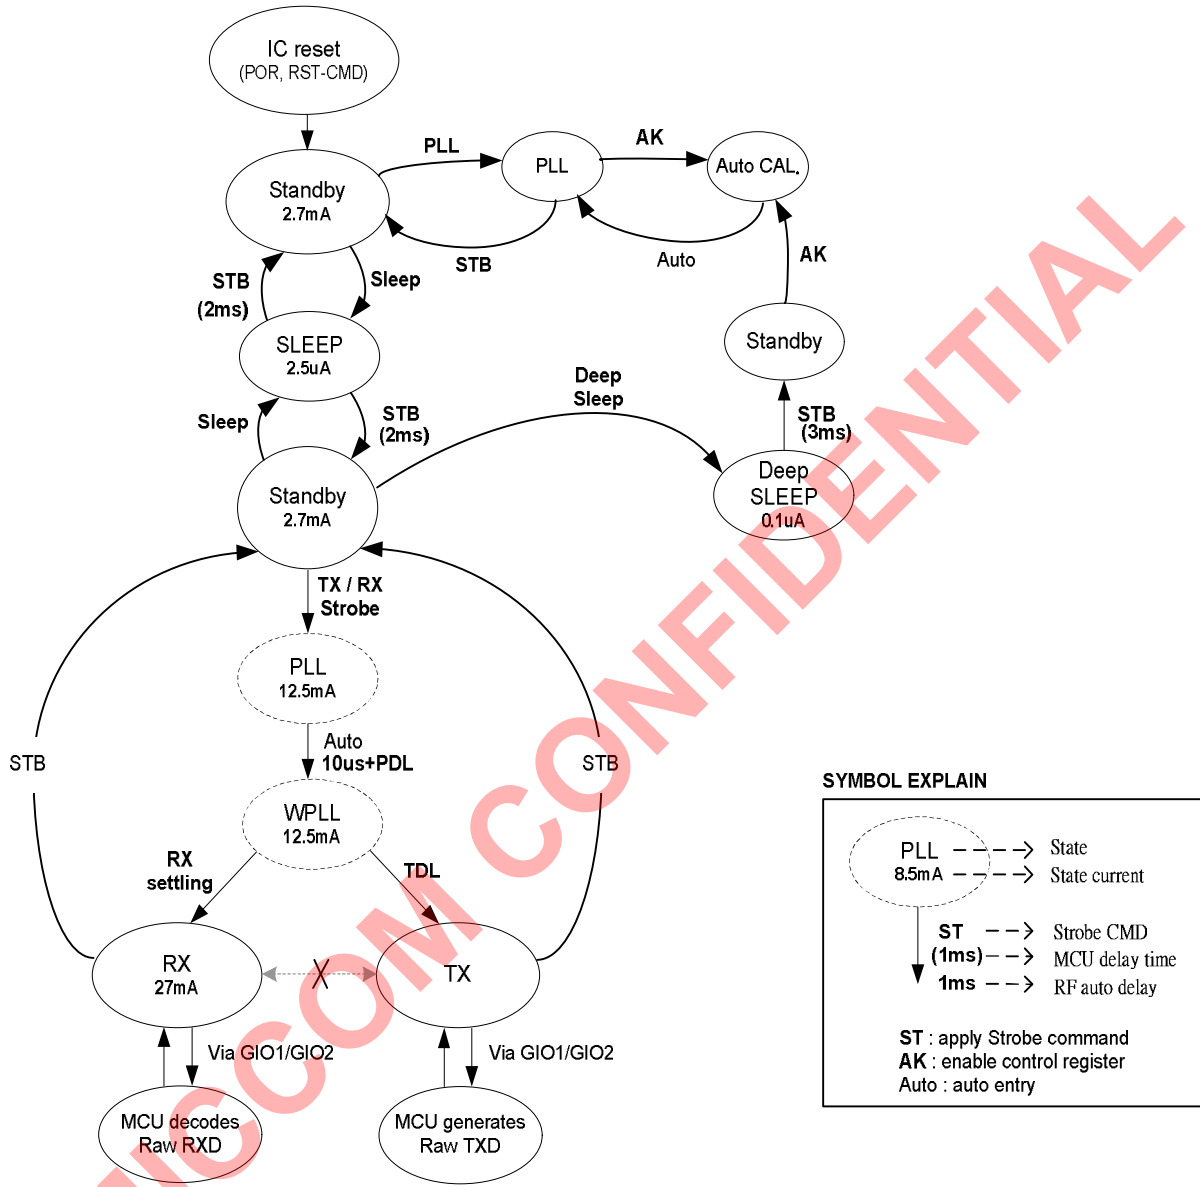 IC reset
(POR, RST-CMD)
PLL
AK
Standby
2.7mA
PLL
Auto CAL.
STB
Auto
AK
STB
(2ms)
Sleep
SLEEP
2.5uA
Standby
Deep
Sleep
Sleep
STB
(2ms)
STB
(3ms)
Standby
2.7mA
Deep
SLEEP
0.1uA
TX / RX
Strobe
PLL
12.5mA
Auto
10us+PDL
STB
STB
WPLL
12.5mA
RX
settling
TDL
RX
27mA
X
TX
Via GIO1/GIO2
Via GIO1/GIO2
MCU decodes
Raw RXD
MCU generates
Raw TXD
SYMBOL EXPLAIN
PLL
8.5mA
State
State current
ST
Strobe CMD
(1ms)
MCU delay time
1ms
RF auto delay
ST : apply Strobe command
AK : enable control register
Auto : auto entry
MICCOM CONFIDENTIAL